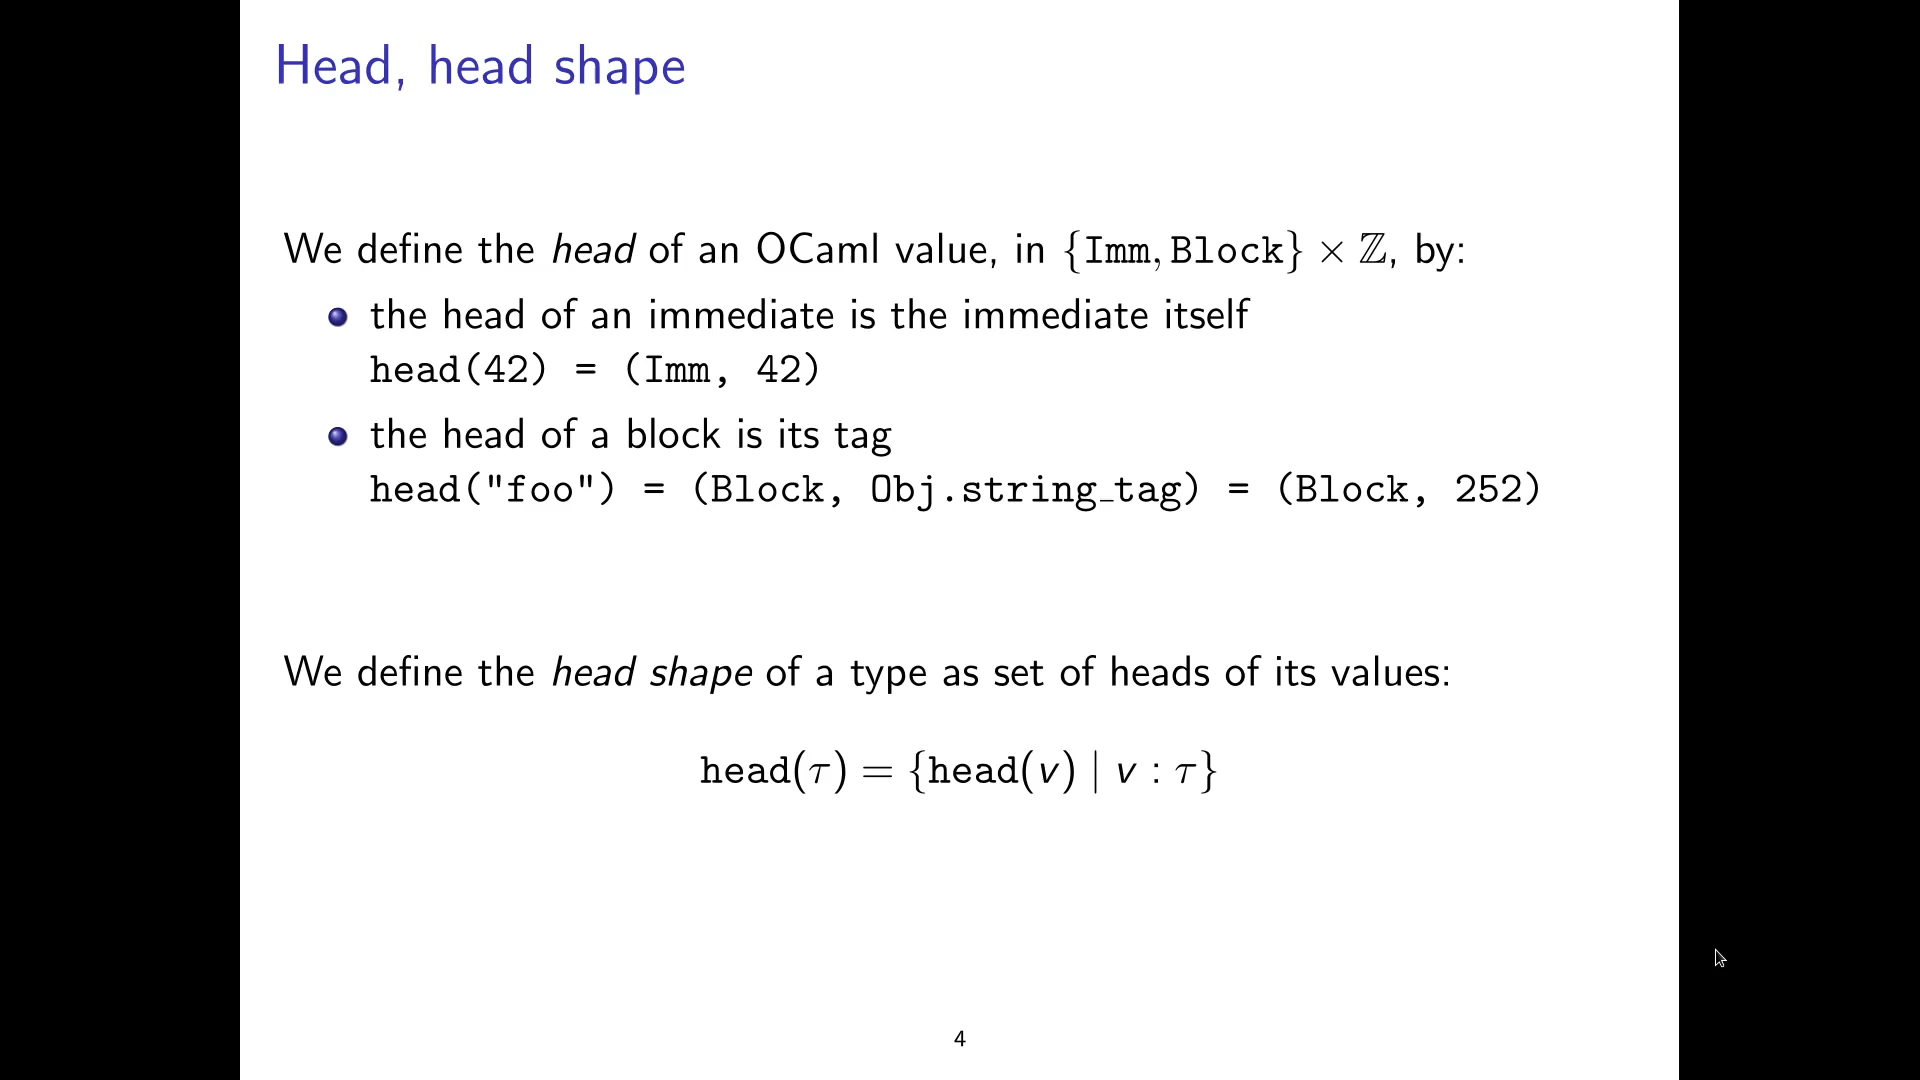 Head, head shape
We define the head of an OCaml value, in {Imm, Block} × ℤ, by:
the head of an immediate is the immediate itself
head(42) = (Imm, 42)
the head of a block is its tag
head("foo") = (Block, Obj.string_tag) = (Block, 252)
We define the head shape of a type as set of heads of its values:
head(τ) = {head(v) | v : τ}
4